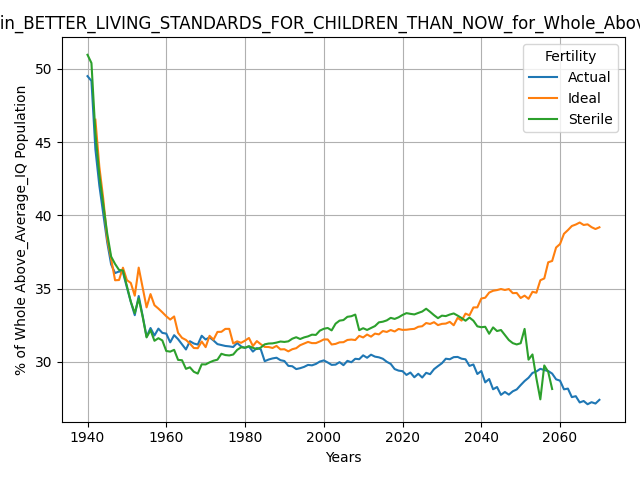 in_BETTER_LIVING_STANDARDS_FOR_CHILDREN_THAN_NOW_for_Whole_Abov
Fertility
Actual
Ideal
Sterile
% of Whole Above_Average_IQ Population
50
45
40
35
30
1940
1960
1980
2000
2020
2040
2060
Years